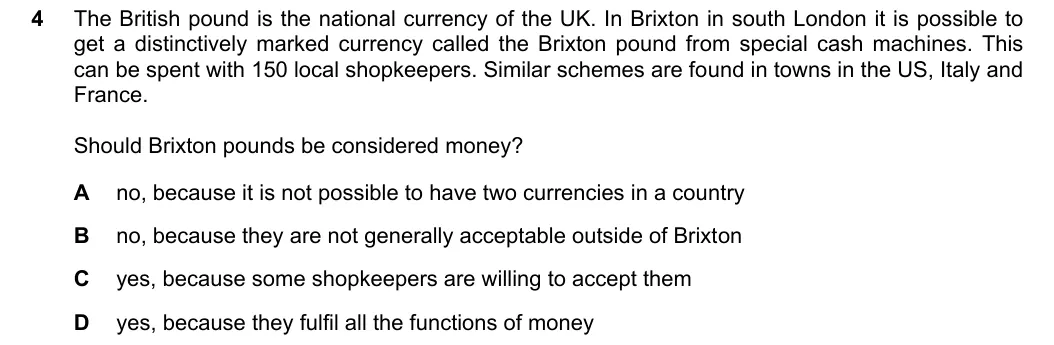 4 The British pound is the national currency of the UK. In Brixton in south London it is possible to
get a distinctively marked currency called the Brixton pound from special cash machines. This
can be spent with 150 local shopkeepers. Similar schemes are found in towns in the US, Italy and
France.
Should Brixton pounds be considered money?
A no, because it is not possible to have two currencies in a country
B no, because they are not generally acceptable outside of Brixton
C yes, because some shopkeepers are willing to accept them
D yes, because they fulfil all the functions of money